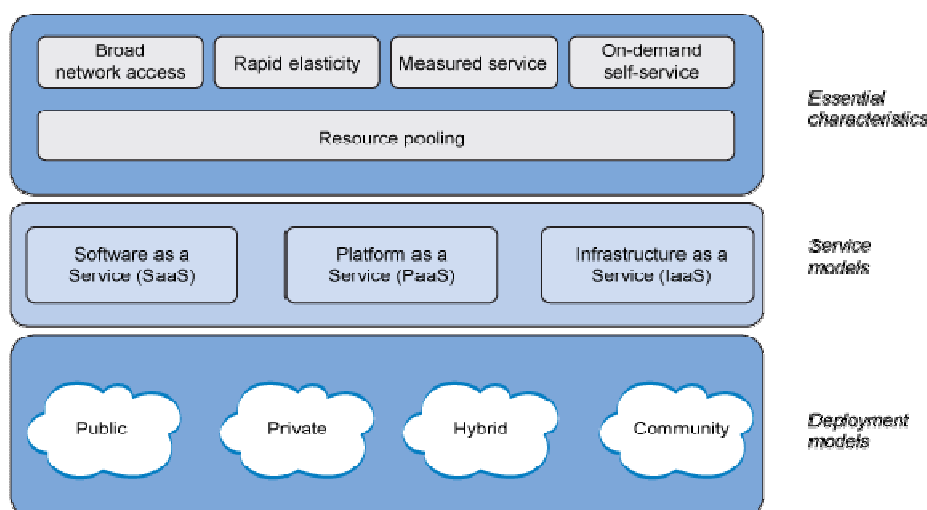 Broad
network access
Rapid elasticity
Measured service
On-demand
self-service
Resource pooling
Essential
characteristics
Software as a
Service (SaaS)
Platform as a
Service (PaaS)
Infrastructure as a
Service (IaaS)
Service
models
Public
Private
Hybrid
Community
Deployment
models